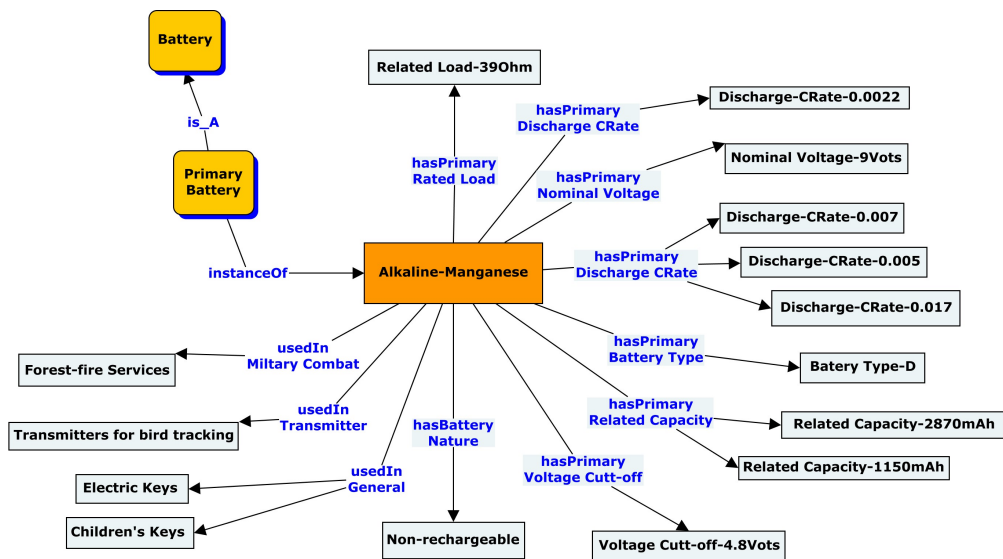 Battery
is_A
Primary
Battery
instanceOf
Alkaline-Manganese
Related Load-39Ohm
hasPrimary
Rated Load
hasPrimary
Discharge CRate
Discharge-CRate-0.0022
hasPrimary
Nominal Voltage
Nominal Voltage-9Vots
hasPrimary
Discharge CRate
Discharge-CRate-0.007
Discharge-CRate-0.005
Discharge-CRate-0.017
hasPrimary
Battery Type
Batery Type-D
hasPrimary
Related Capacity
Related Capacity-2870mAh
Related Capacity-1150mAh
hasPrimary
Voltage Cutt-off
Voltage Cutt-off-4.8Vots
hasBattery
Nature
Non-rechargeable
usedIn
Miltary Combat
Forest-fire Services
usedIn
Transmitter
Transmitters for bird tracking
usedIn
General
Electric Keys
Children's Keys